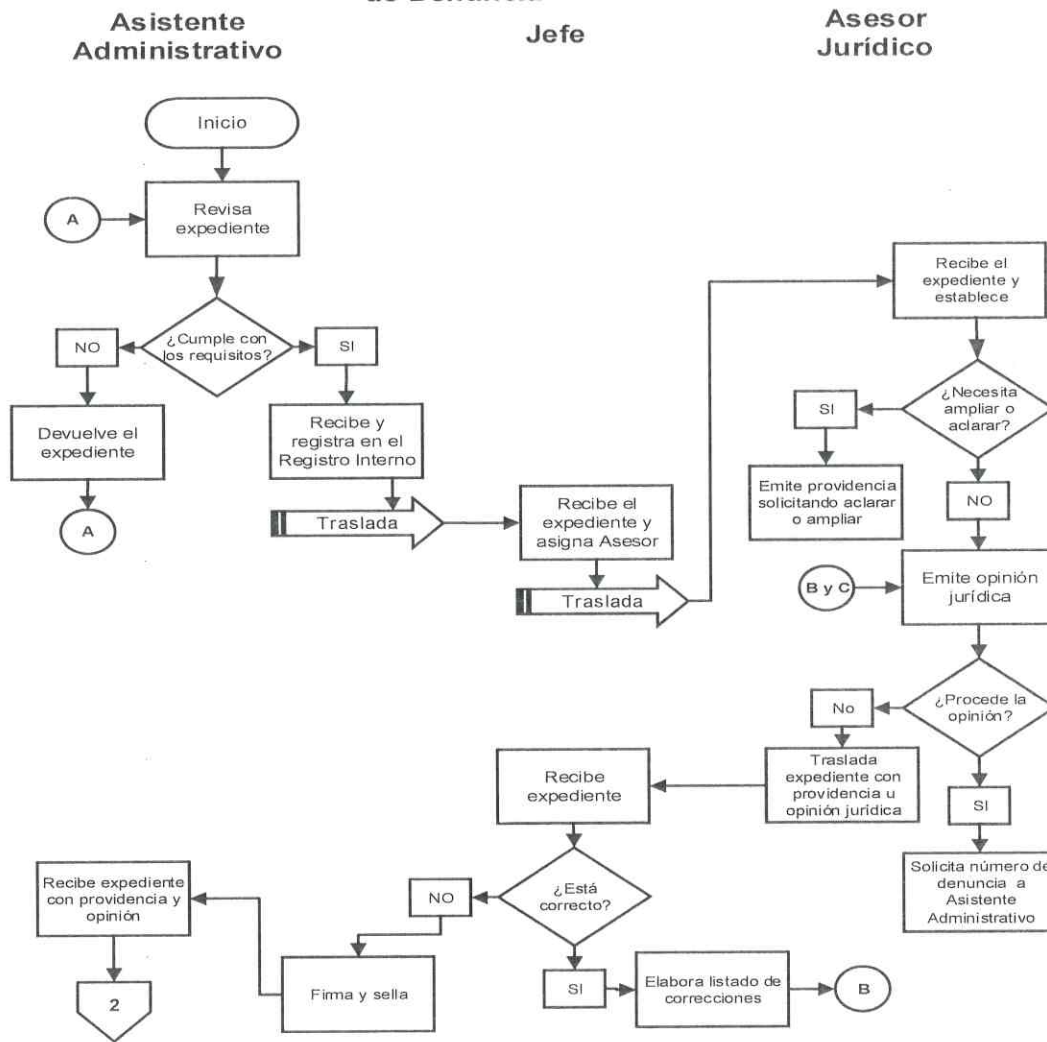 Asistente
Administrativo
Jefe
Asesor
Jurídico
Inicio
A
Revisa
expediente
¿Cumple con
los requisitos?
NO
SI
Devuelve el
expediente
A
Recibe y
registra en el
Registro Interno
Traslada
Recibe el
expediente y
asigna Asesor
Traslada
Recibe el
expediente y
establece
¿Necesita
ampliar o
aclarar?
SI
NO
Emite providencia
solicitando aclarar
o ampliar
B y C
Emite opinión
jurídica
¿Procede la
opinión?
No
SI
Traslada
expediente con
providencia u
opinión jurídica
Solicita número de
denuncia a
Asistente
Administrativo
Recibe
expediente
¿Está
correcto?
NO
SI
Firma y sella
Elabora listado de
correcciones
B
Recibe expediente
con providencia y
opinión
2